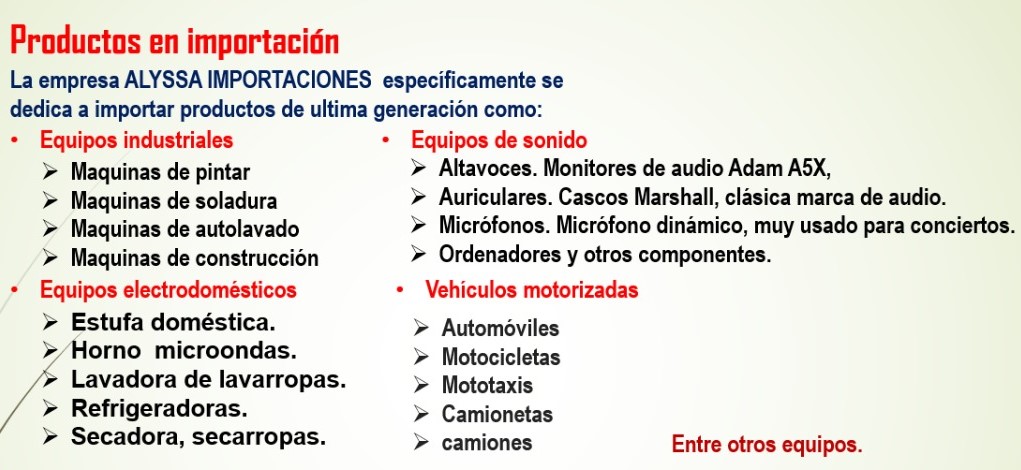 Productos en importación
La empresa ALYSSA IMPORTACIONES específicamente se
dedica a importar productos de ultima generación como:
• Equipos industriales
➢ Maquinas de pintar
➢ Maquinas de soladura
➢ Maquinas de autolavado
➢ Maquinas de construcción
• Equipos de sonido
➢ Altavoces. Monitores de audio Adam A5X,
➢ Auriculares. Cascos Marshall, clásica marca de audio.
➢ Micrófonos. Micrófono dinámico, muy usado para conciertos.
➢ Ordenadores y otros componentes.
• Equipos electrodomésticos
➢ Estufa doméstica.
➢ Horno microondas.
➢ Lavadora de lavarropas.
➢ Refrigeradoras.
➢ Secadora, secarropas.
• Vehículos motorizadas
➢ Automóviles
➢ Motocicletas
➢ Mototaxis
➢ Camionetas
➢ camiones
Entre otros equipos.